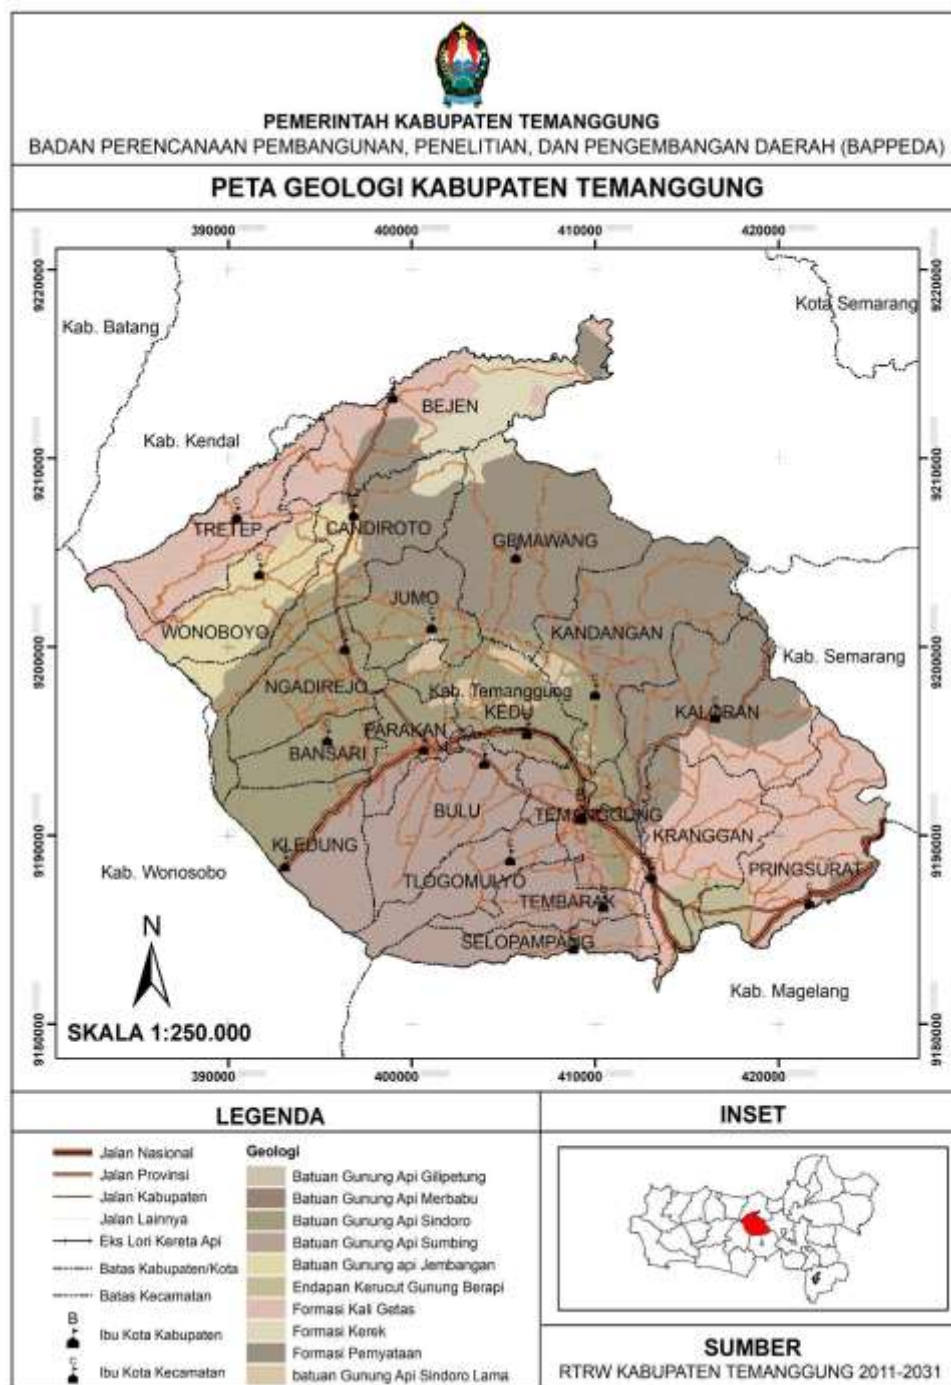 PEMERINTAH KABUPATEN TEMANGGUNG
BADAN PERENCANAAN PEMBANGUNAN, PENELITIAN, DAN PENGEMBANGAN DAERAH (BAPPEDA)
PETA GEOLOGI KABUPATEN TEMANGGUNG
390000 400000 410000 420000
9220000 9220000
Kota Semarang
Kab. Batang
BEJEN
Kab. Kendal
9210000 9210000
TRETEP CANDIROTO
GEMAWANG
JUMO
WONOBOYO KANDANGAN
9200000 9200000
Kab. Semarang
NGADIREJO Kab. Temanggung
KEDU KALORAN
PARAKAN
BANSARI
BULU TEMANGGUNG
KRANGGAN
9190000 9190000
KLEDUNG
Kab. Wonosobo
PRINGSURAT
TLOGOMULYO
TEMBARAK
SELOPAMPANG
N
Kab. Magelang
SKALA 1:250.000
9180000 9180000
390000 400000 410000 420000
LEGENDA
Jalan Nasional
Jalan Provinsi
Jalan Kabupaten
Jalan Lainnya
Eks Lori Kereta Api
Batas Kabupaten/Kota
Batas Kecamatan
B
Ibu Kota Kabupaten
C
Ibu Kota Kecamatan
Geologi
Batuan Gunung Api Gilipetung
Batuan Gunung Api Merbabu
Batuan Gunung Api Sindoro
Batuan Gunung Api Sumbing
Batuan Gunung api Jembangan
Endapan Kerucut Gunung Berapi
Formasi Kali Getas
Formasi Kerek
Formasi Pernyataan
batuan Gunung Api Sindoro Lama
INSET
SUMBER
RTRW KABUPATEN TEMANGGUNG 2011-2031